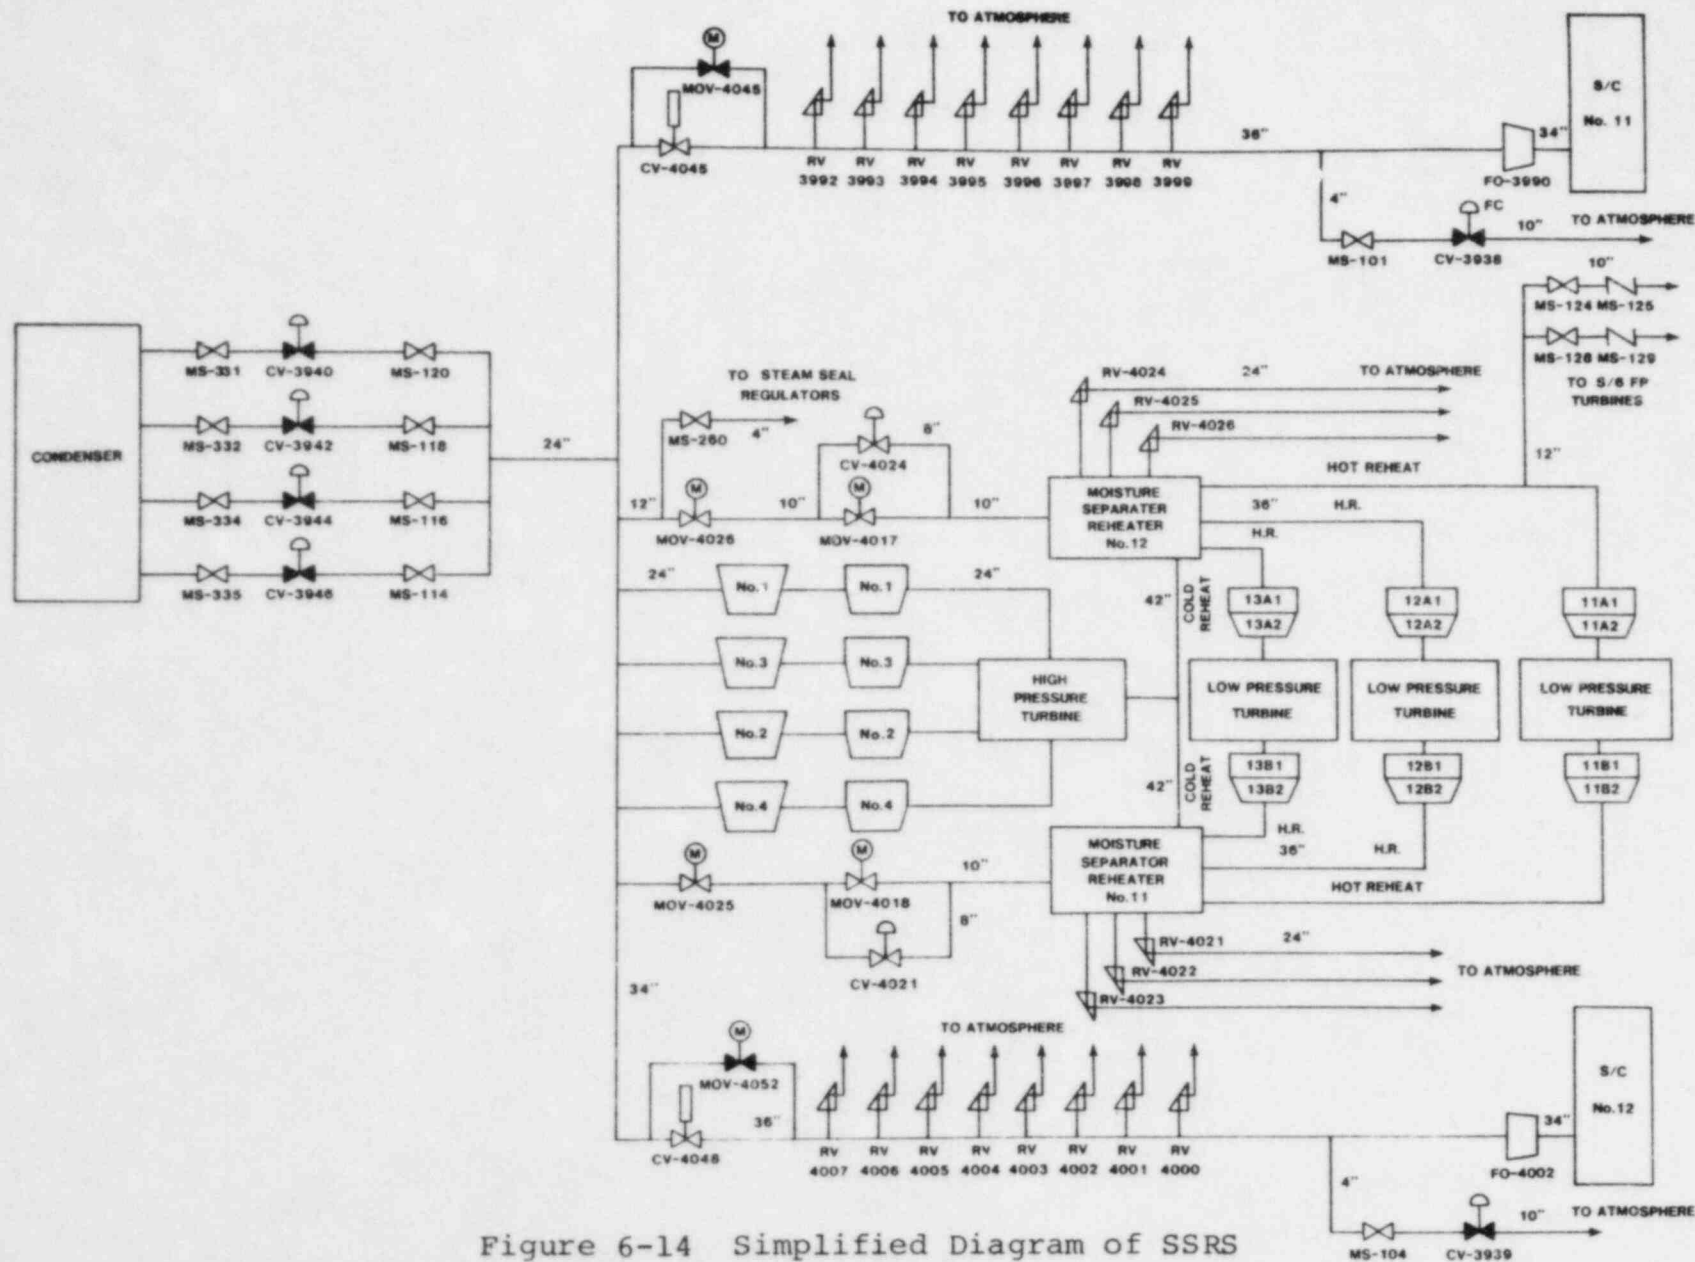 TO ATMOSPHERE
M
MOV-4045
CV-4045
RV 3992
RV 3993
RV 3994
RV 3995
RV 3996
RV 3997
RV 3998
RV 3999
36"
34"
FO-3990
S/C
No. 11
4"
FC
10"
TO ATMOSPHERE
MS-101
CV-3938
10"
MS-124
MS-125
MS-128
MS-129
TO S/6 FP
TURBINES
12"
CONDENSER
MS-331
CV-3940
MS-120
MS-332
CV-3942
MS-118
MS-334
CV-3944
MS-116
MS-335
CV-3946
MS-114
24"
TO STEAM SEAL
REGULATORS
MS-260
4"
8"
CV-4024
12"
M
MOV-4026
10"
M
MOV-4017
10"
RV-4024
24"
TO ATMOSPHERE
RV-4025
RV-4026
MOISTURE
SEPARATER
REHEATER
No.12
HOT REHEAT
36"
H.R.
H.R.
24"
No.1
No.1
24"
No.3
No.3
No.2
No.2
No.4
No.4
HIGH
PRESSURE
TURBINE
42"
COLD
REHEAT
42"
COLD
REHEAT
13A1
13A2
12A1
12A2
11A1
11A2
LOW PRESSURE
TURBINE
LOW PRESSURE
TURBINE
LOW PRESSURE
TURBINE
13B1
13B2
12B1
12B2
11B1
11B2
H.R.
36"
H.R.
HOT REHEAT
MOISTURE
SEPARATOR
REHEATER
No.11
M
MOV-4025
M
MOV-4018
10"
8"
CV-4021
RV-4021
24"
RV-4022
TO ATMOSPHERE
RV-4023
34"
M
MOV-4052
36"
CV-4048
TO ATMOSPHERE
RV 4007
RV 4006
RV 4005
RV 4004
RV 4003
RV 4002
RV 4001
RV 4000
34"
FO-4002
S/C
No.12
4"
10"
TO ATMOSPHERE
MS-104
CV-3939
Figure 6-14 Simplified Diagram of SSRS